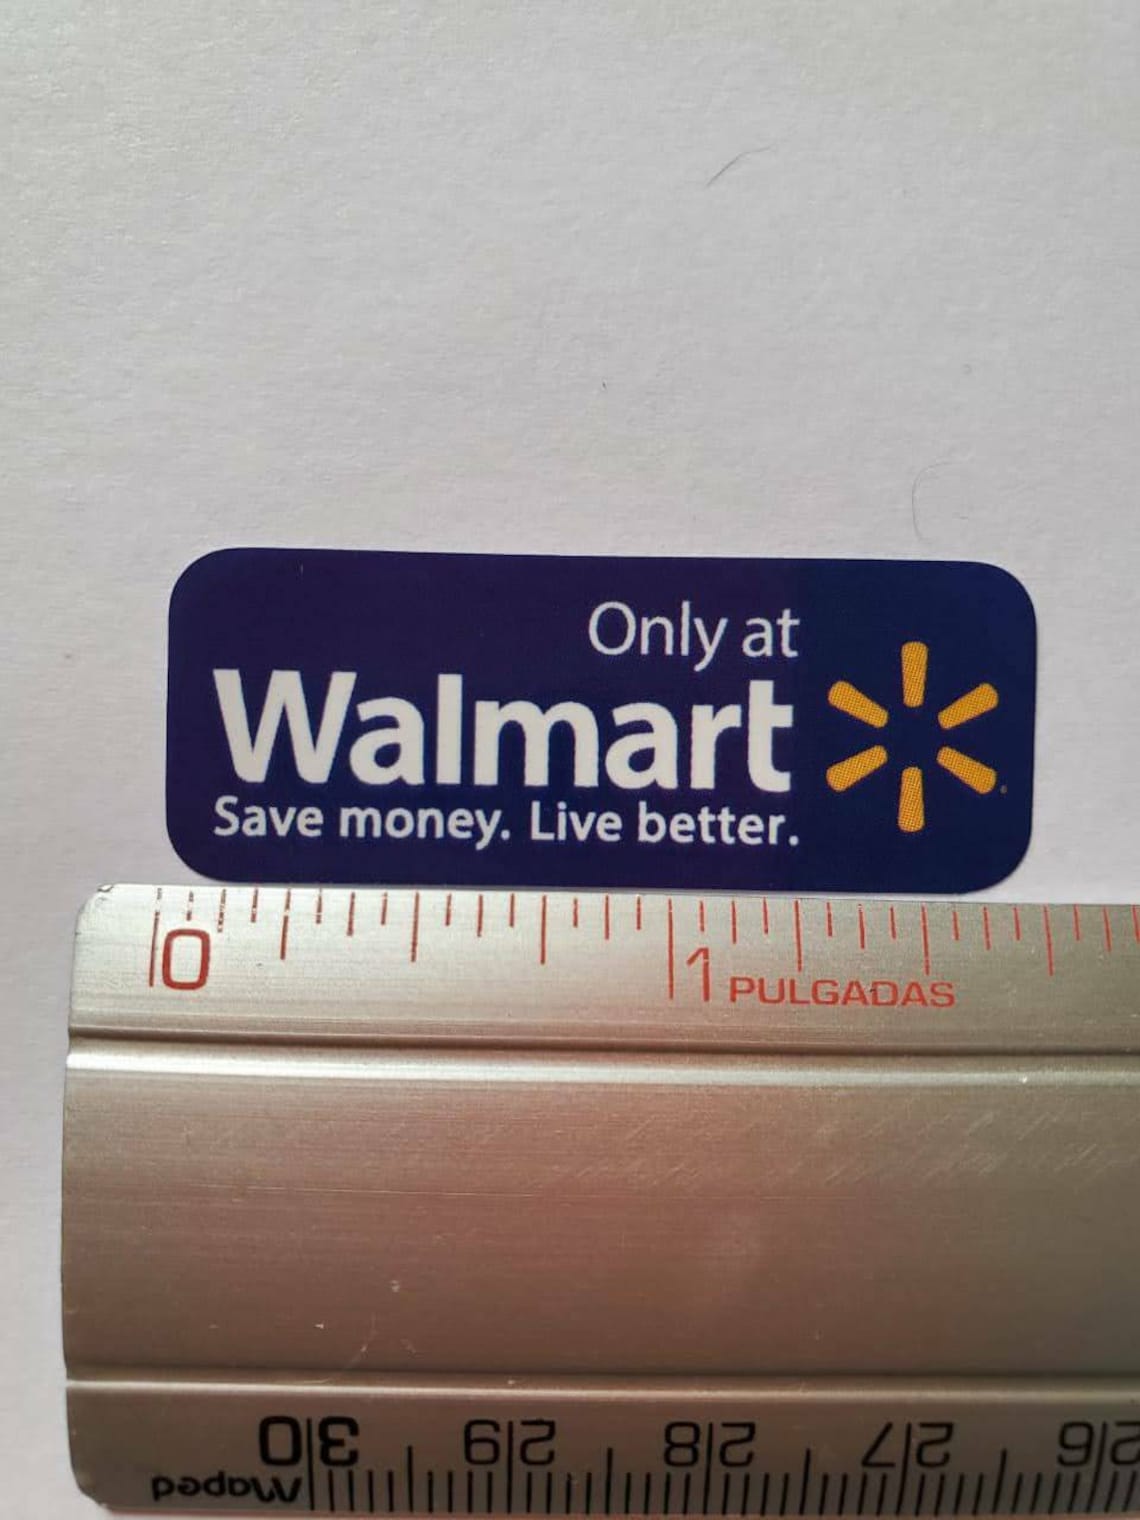 Only at
Walmart
Save money. Live better.
0 1 PULGADAS
30 29 28 27 26
Maped